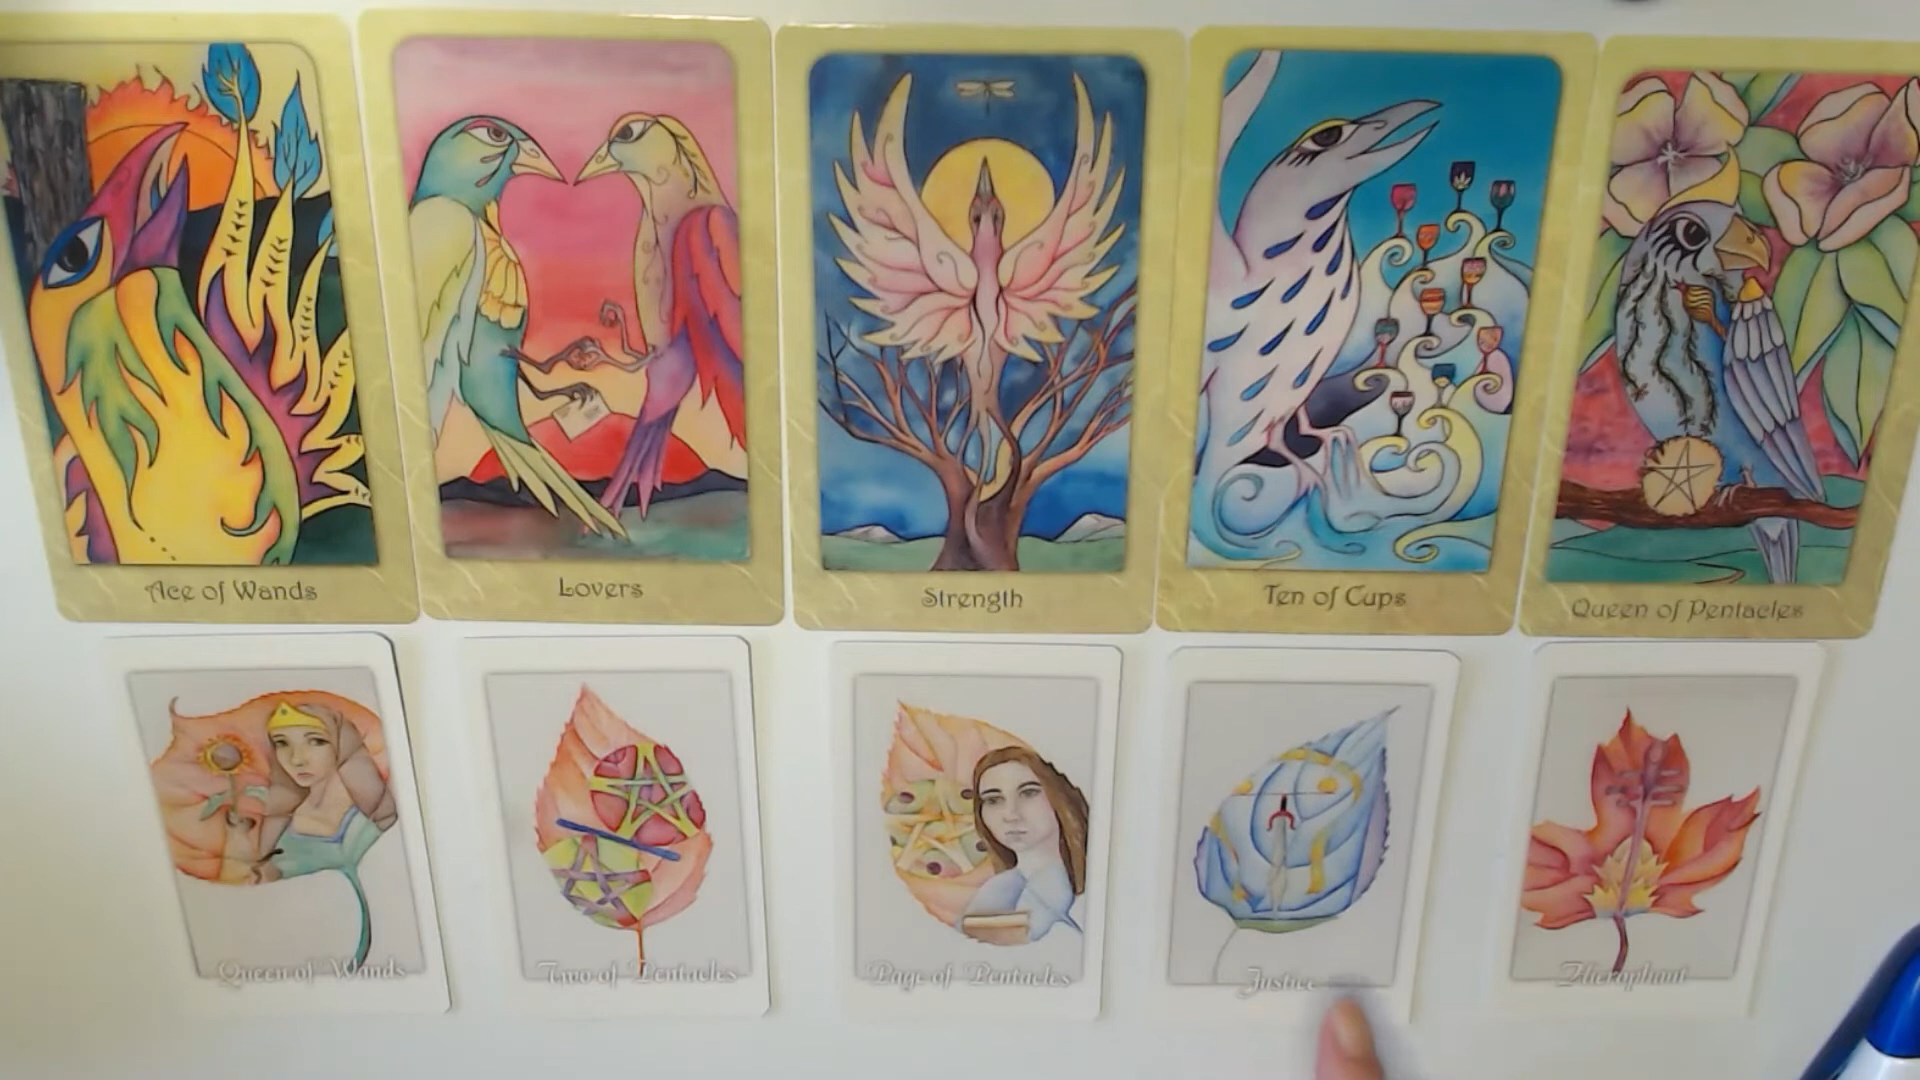 Ace of Wands
Lovers
Strength
Ten of Cups
Queen of Pentacles
Queen of Wands
Two of Pentacles
Page of Pentacles
Justice
Hierophant